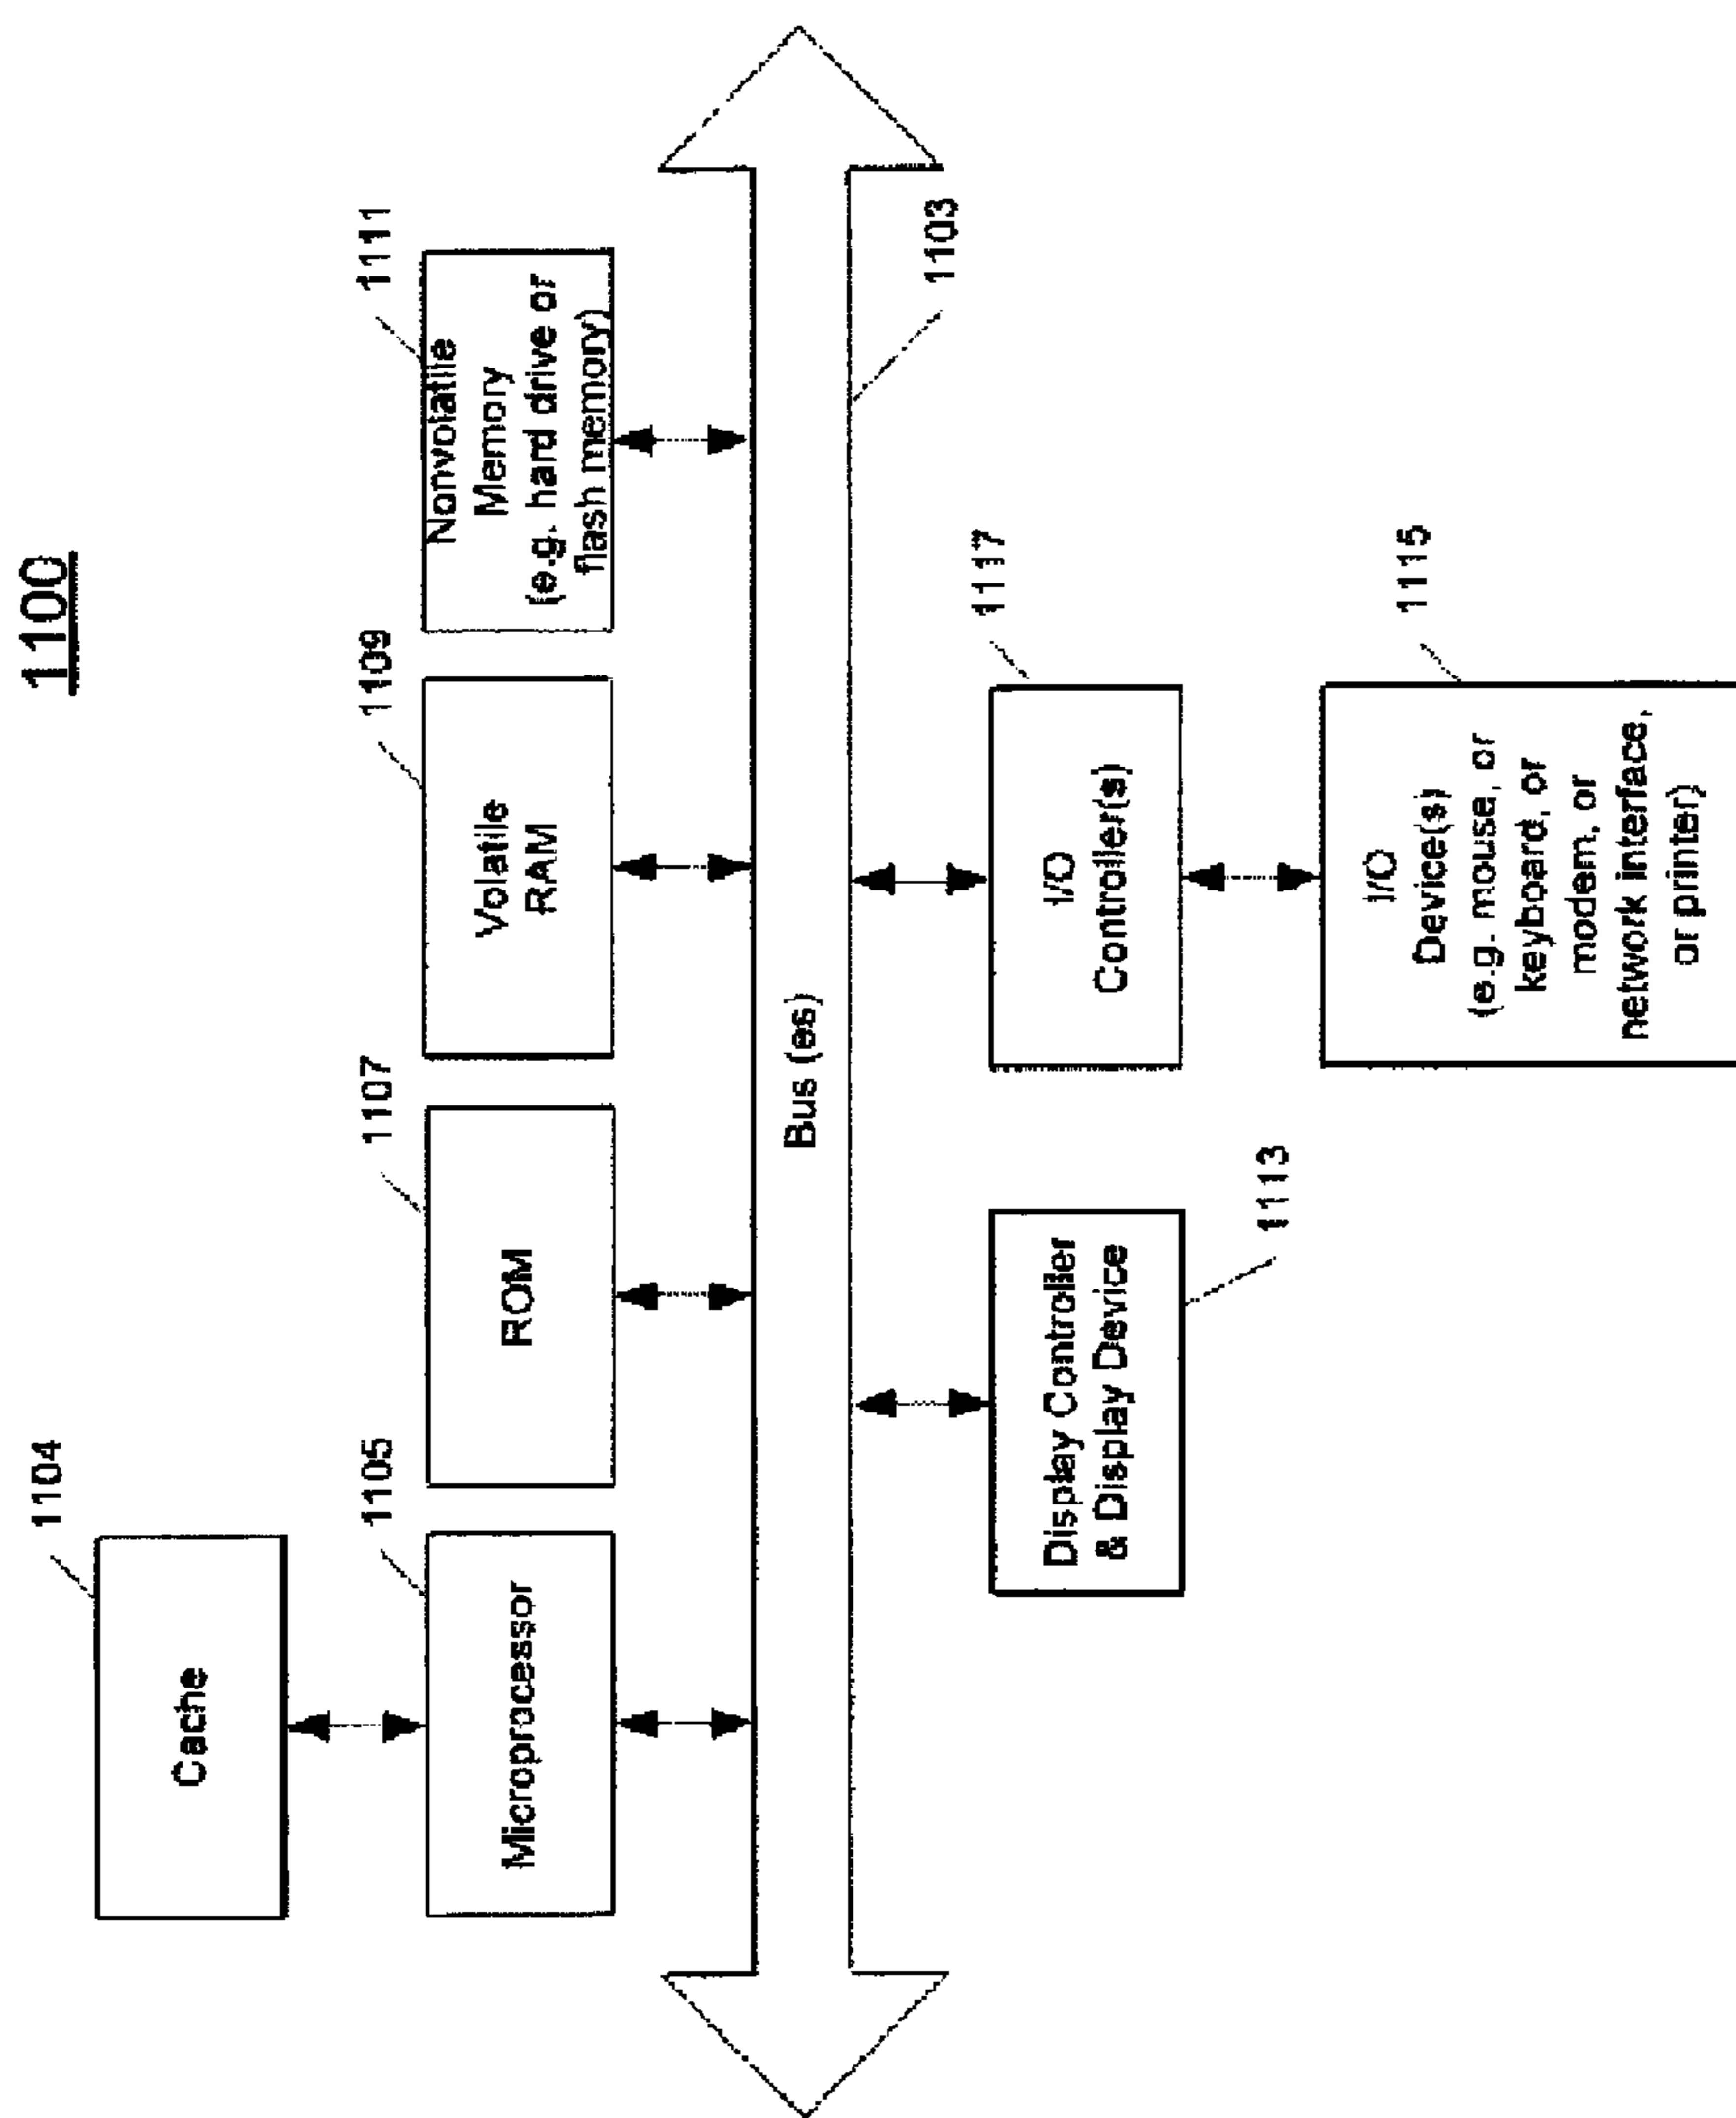 1100
1104
Cache
1105
Microprocessor
1107
ROM
1109
Volatile
RAM
1111
Nonvolatile
Memory
(e.g. hard drive or
flash memory)
Bus (es)
1103
Display Controller
& Display Device
1113
1117
I/O
Controller(s)
1115
I/O
Device(s)
(e.g. mouse, or
keyboard, or
modem, or
network interface,
or printer)